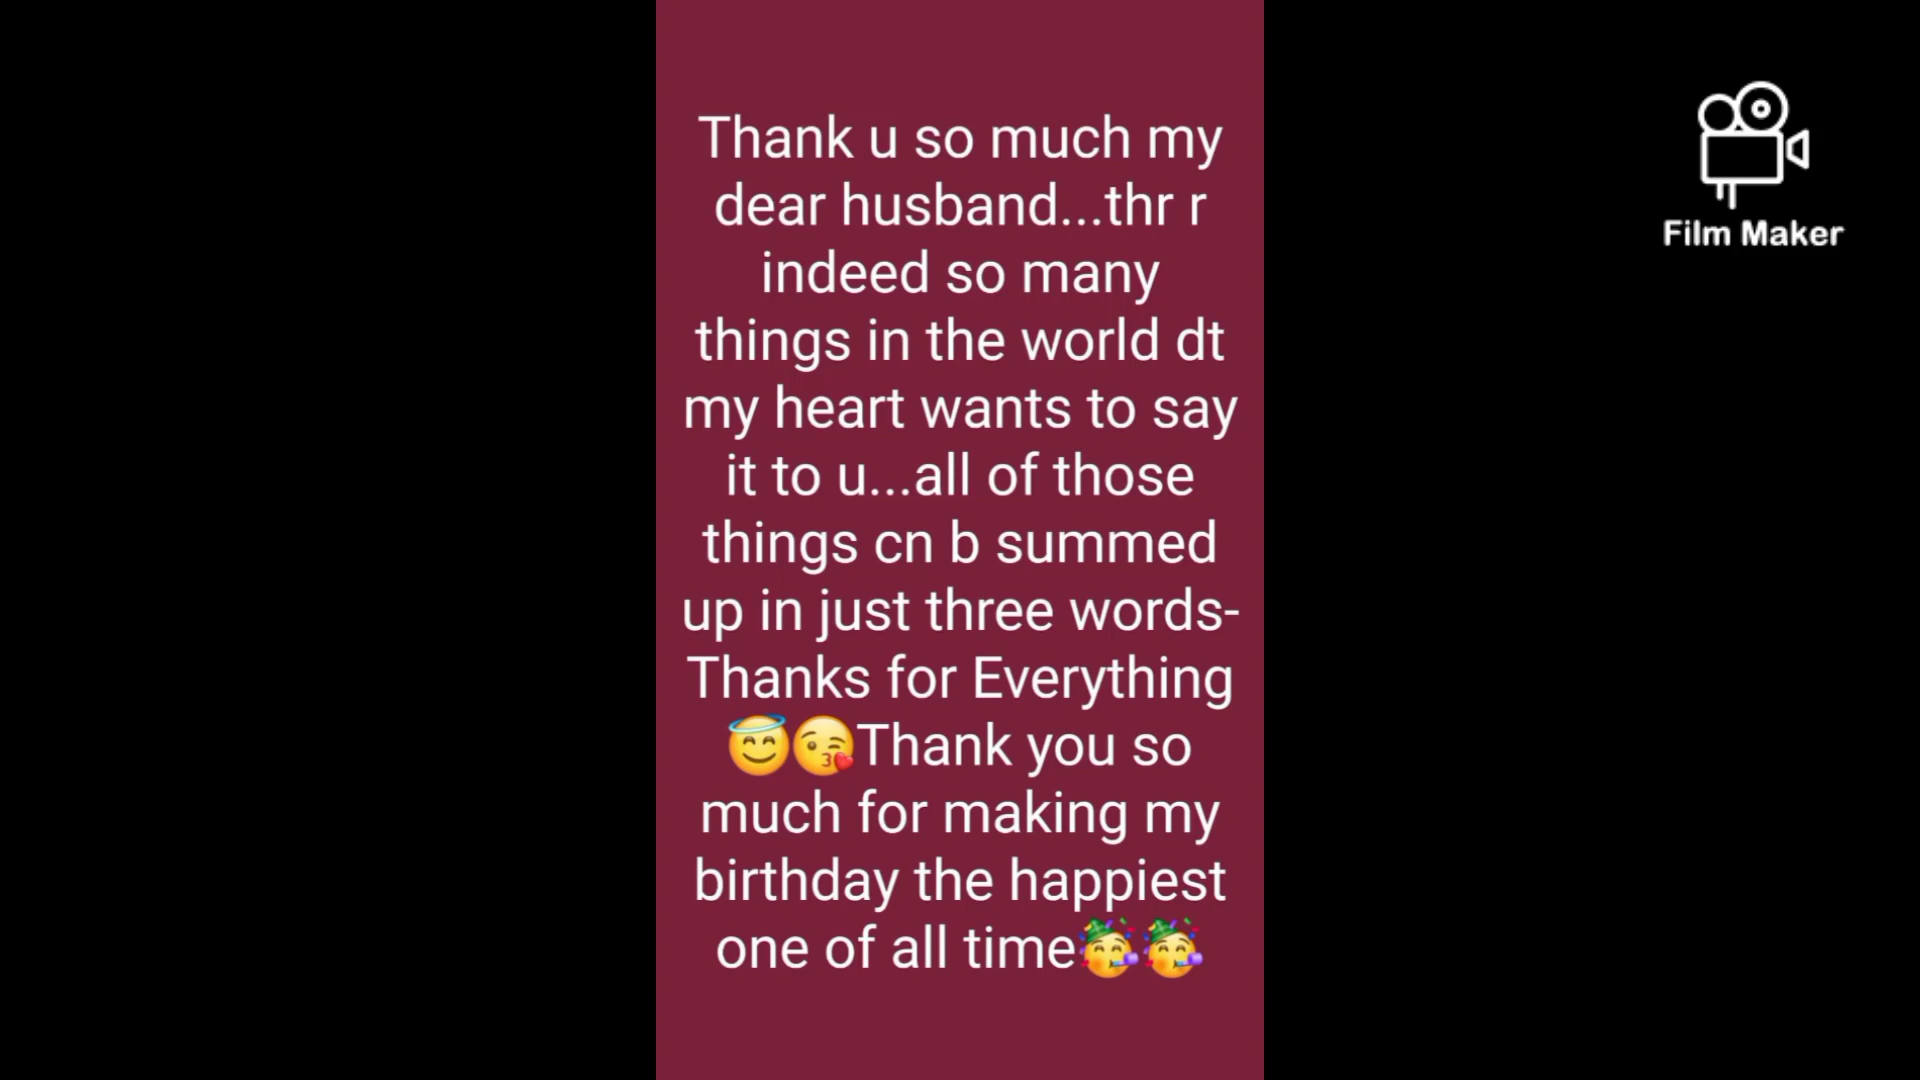 Thank u so much my
dear husband...thr r
indeed so many
things in the world dt
my heart wants to say
it to u...all of those
things cn b summed
up in just three words-
Thanks for Everything
😇😘Thank you so
much for making my
birthday the happiest
one of all time🥳🥳
Film Maker